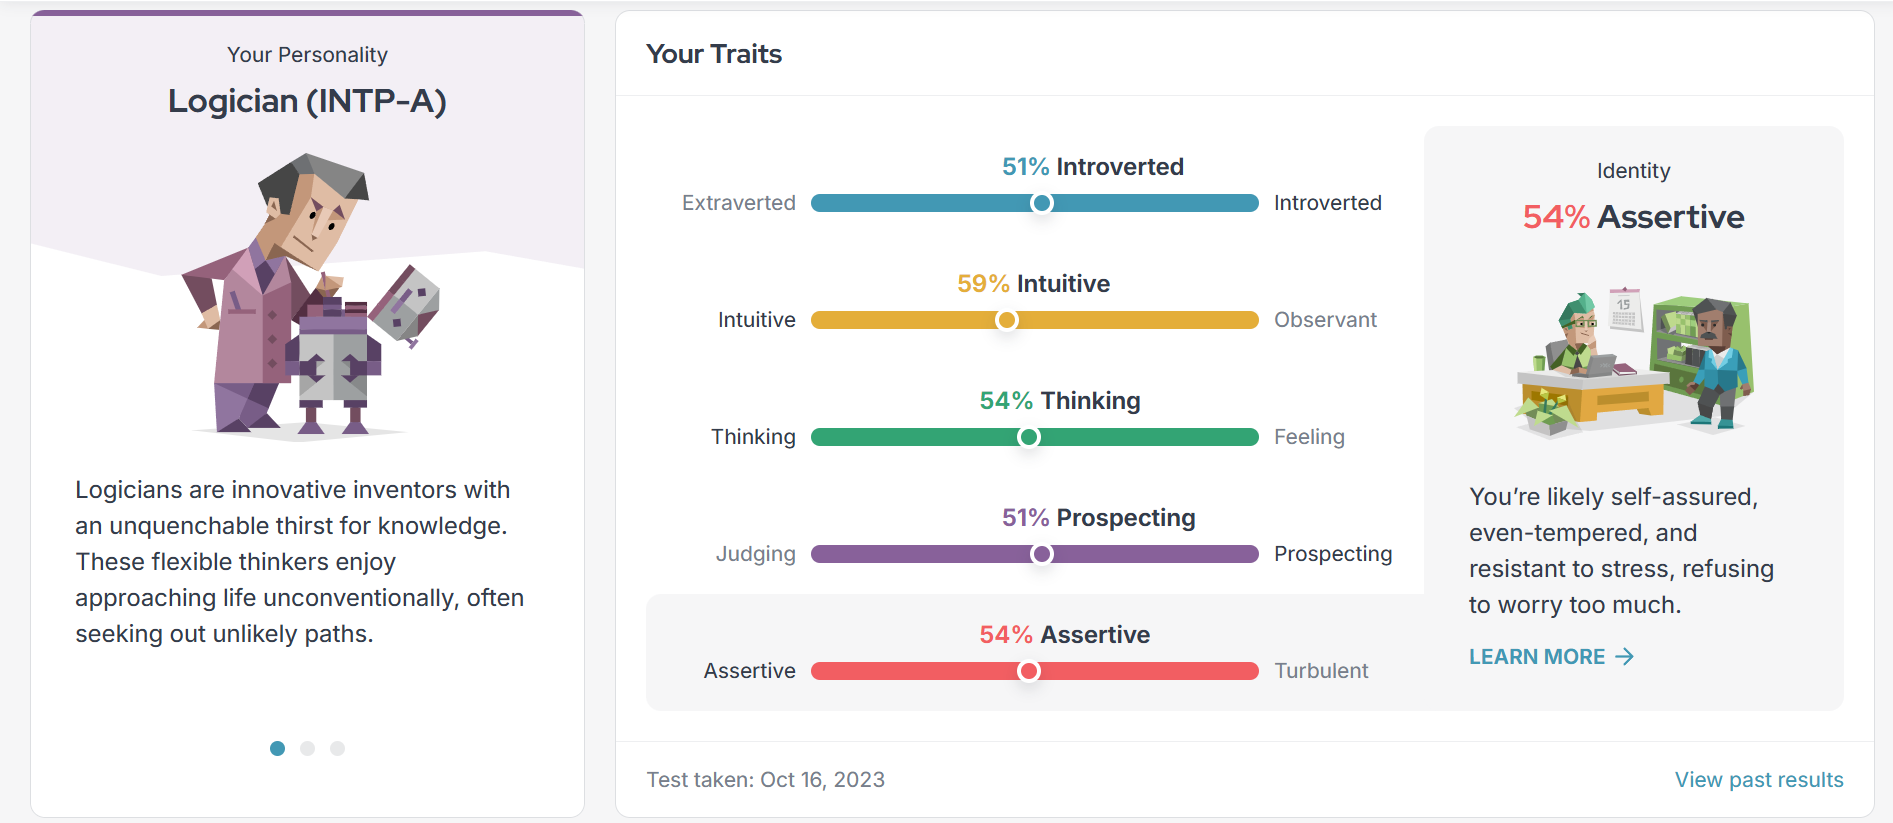 Your Personality
Logician (INTP-A)
Logicians are innovative inventors with
an unquenchable thirst for knowledge.
These flexible thinkers enjoy
approaching life unconventionally, often
seeking out unlikely paths.
Your Traits
51% Introverted
Extraverted Introverted
59% Intuitive
Intuitive Observant
54% Thinking
Thinking Feeling
51% Prospecting
Judging Prospecting
54% Assertive
Assertive Turbulent
Identity
54% Assertive
15
You’re likely self-assured,
even-tempered, and
resistant to stress, refusing
to worry too much.
LEARN MORE →
Test taken: Oct 16, 2023
View past results